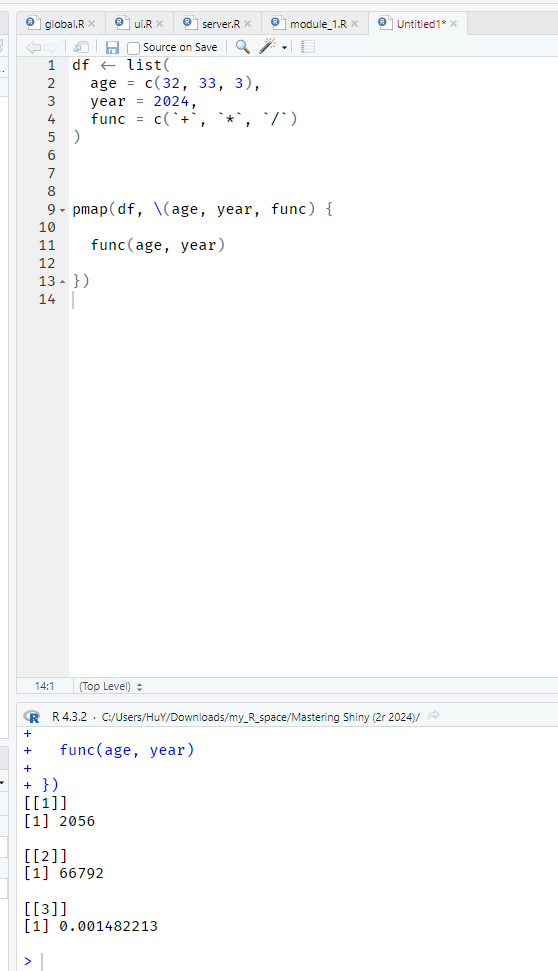 global.R ui.R server.R module_1.R Untitled1*
Source on Save
1 df ← list(
2 age = c(32, 33, 3),
3 year = 2024,
4 func = c(`+`, `*`, `/`)
5 )
6
7
8
9 pmap(df, \(age, year, func) {
10
11 func(age, year)
12
13 })
14
14:1 (Top Level)
R 4.3.2 · C:/Users/HuY/Downloads/my_R_space/Mastering Shiny (2r 2024)/
+
+ func(age, year)
+
+ })
[[1]]
[1] 2056
[[2]]
[1] 66792
[[3]]
[1] 0.001482213
>